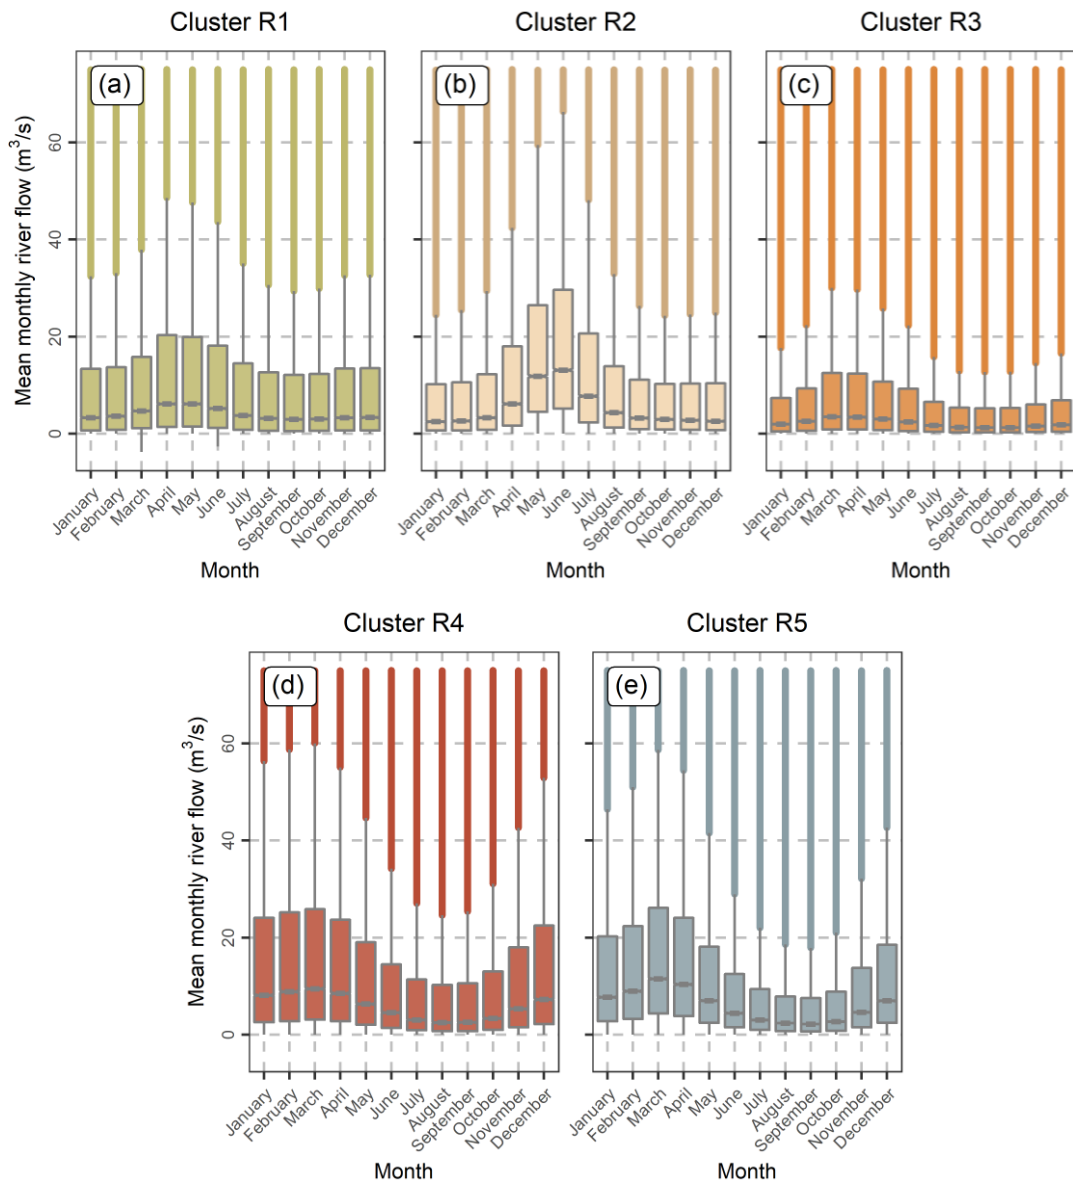 Cluster R1 Cluster R2 Cluster R3
(a) (b) (c)
Mean monthly river flow (m³/s)
60
40
20
0
January February March April May June July August September October November December
January February March April May June July August September October November December
January February March April May June July August September October November December
Month Month Month
Cluster R4 Cluster R5
(d) (e)
Mean monthly river flow (m³/s)
60
40
20
0
January February March April May June July August September October November December
January February March April May June July August September October November December
Month Month